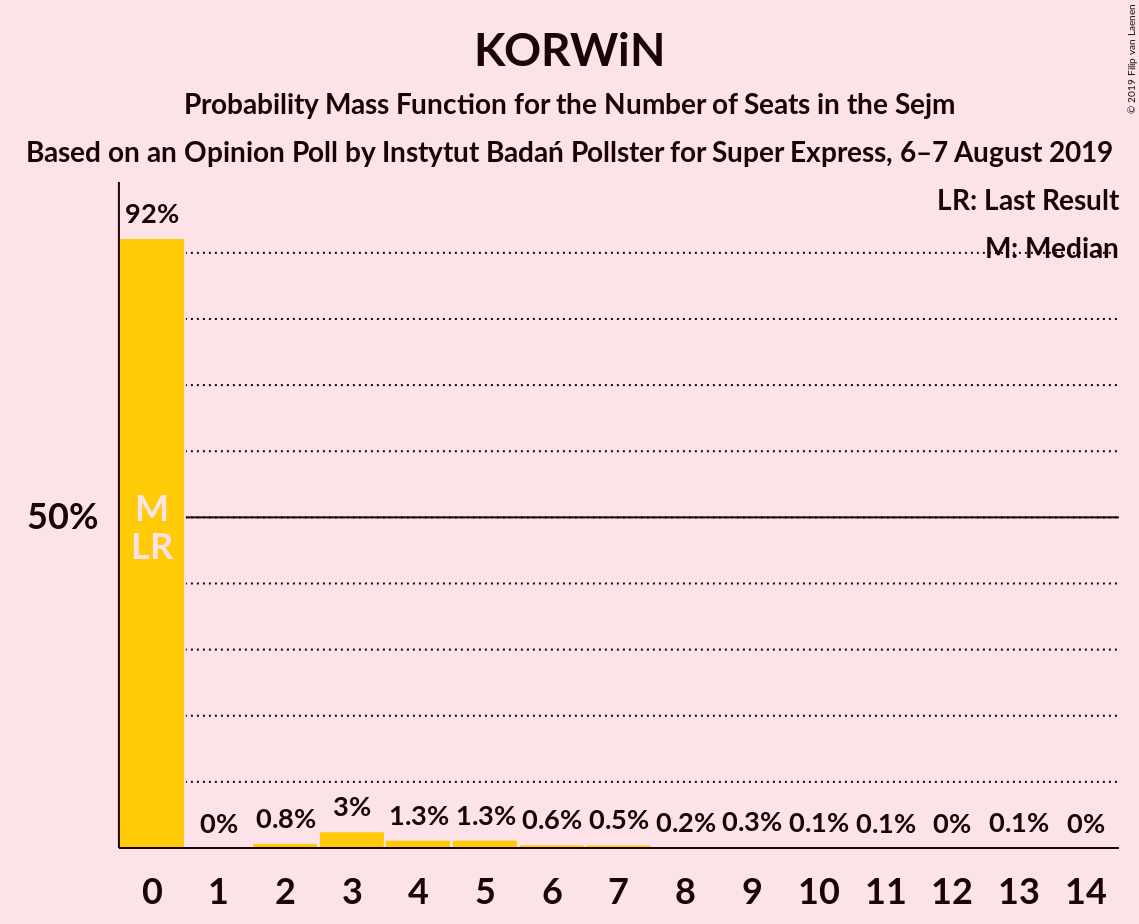 KORWiN
Probability Mass Function for the Number of Seats in the Sejm
Based on an Opinion Poll by Instytut Badań Pollster for Super Express, 6–7 August 2019
© 2019 Filip van Laenen
LR: Last Result
M: Median
92%
50%
M
LR
0% 0.8% 3% 1.3% 1.3% 0.6% 0.5% 0.2% 0.3% 0.1% 0.1% 0% 0.1% 0%
0 1 2 3 4 5 6 7 8 9 10 11 12 13 14